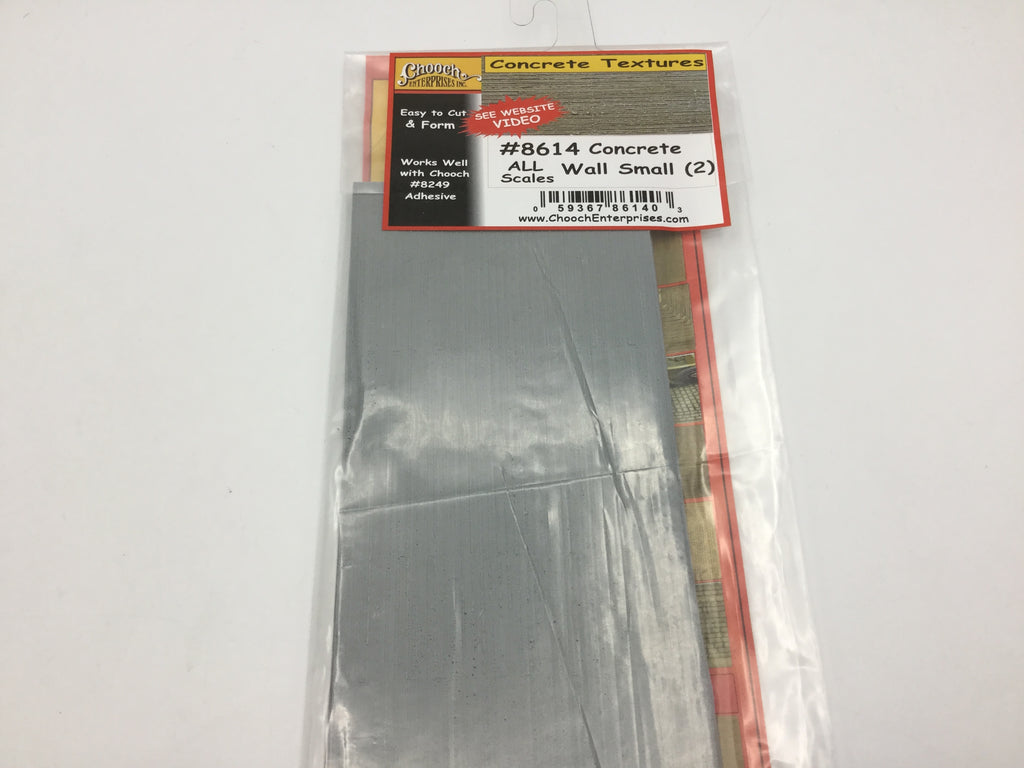 Chooch
ENTERPRISES INC.
Concrete Textures
Easy to Cut
& Form
SEE WEBSITE
VIDEO
Works Well
with Chooch
#8249
Adhesive
#8614 Concrete
ALL
Scales
Wall Small (2)
0 59367 86140 3
www.ChoochEnterprises.com